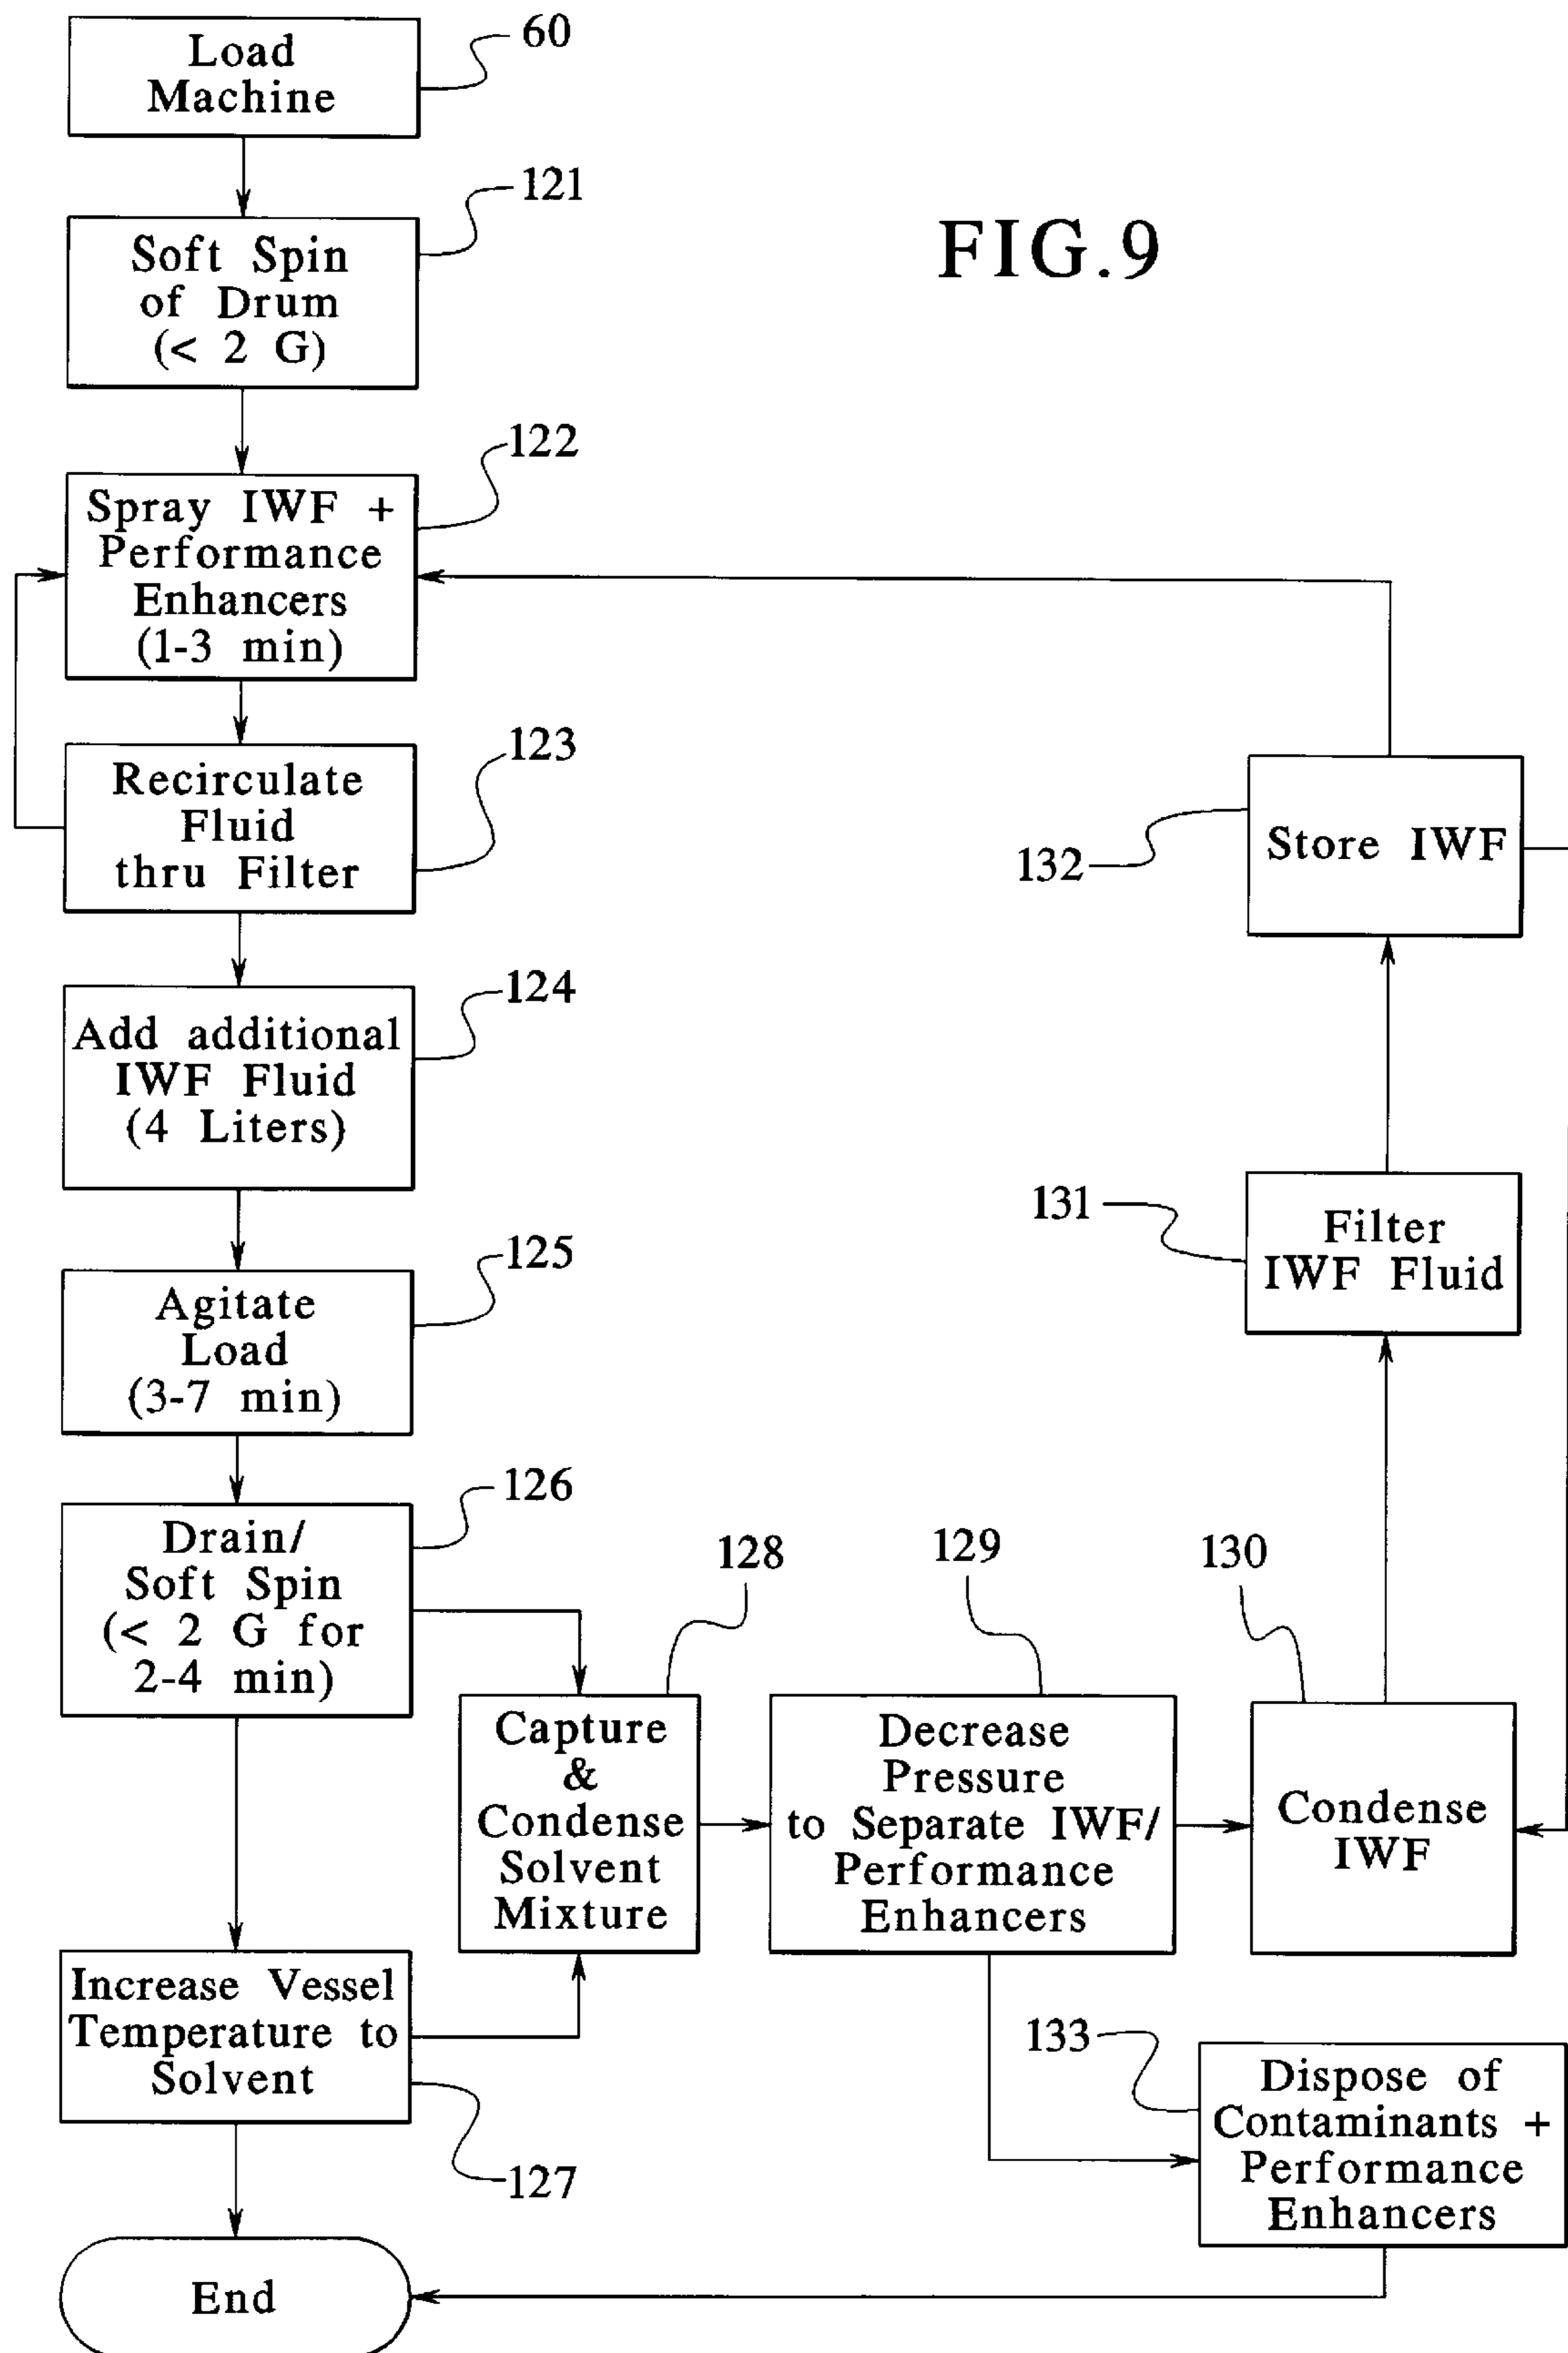 Load
Machine
60
Soft Spin
of Drum
(< 2 G)
121
FIG.9
Spray IWF +
Performance
Enhancers
(1-3 min)
122
Recirculate
Fluid
thru Filter
123
Add additional
IWF Fluid
(4 Liters)
124
Agitate
Load
(3-7 min)
125
Drain/
Soft Spin
(< 2 G for
2-4 min)
126
Increase Vessel
Temperature to
Solvent
127
End
Capture
&
Condense
Solvent
Mixture
128
Decrease
Pressure
to Separate IWF/
Performance
Enhancers
129
Condense
IWF
130
Filter
IWF Fluid
131
Store IWF
132
Dispose of
Contaminants +
Performance
Enhancers
133